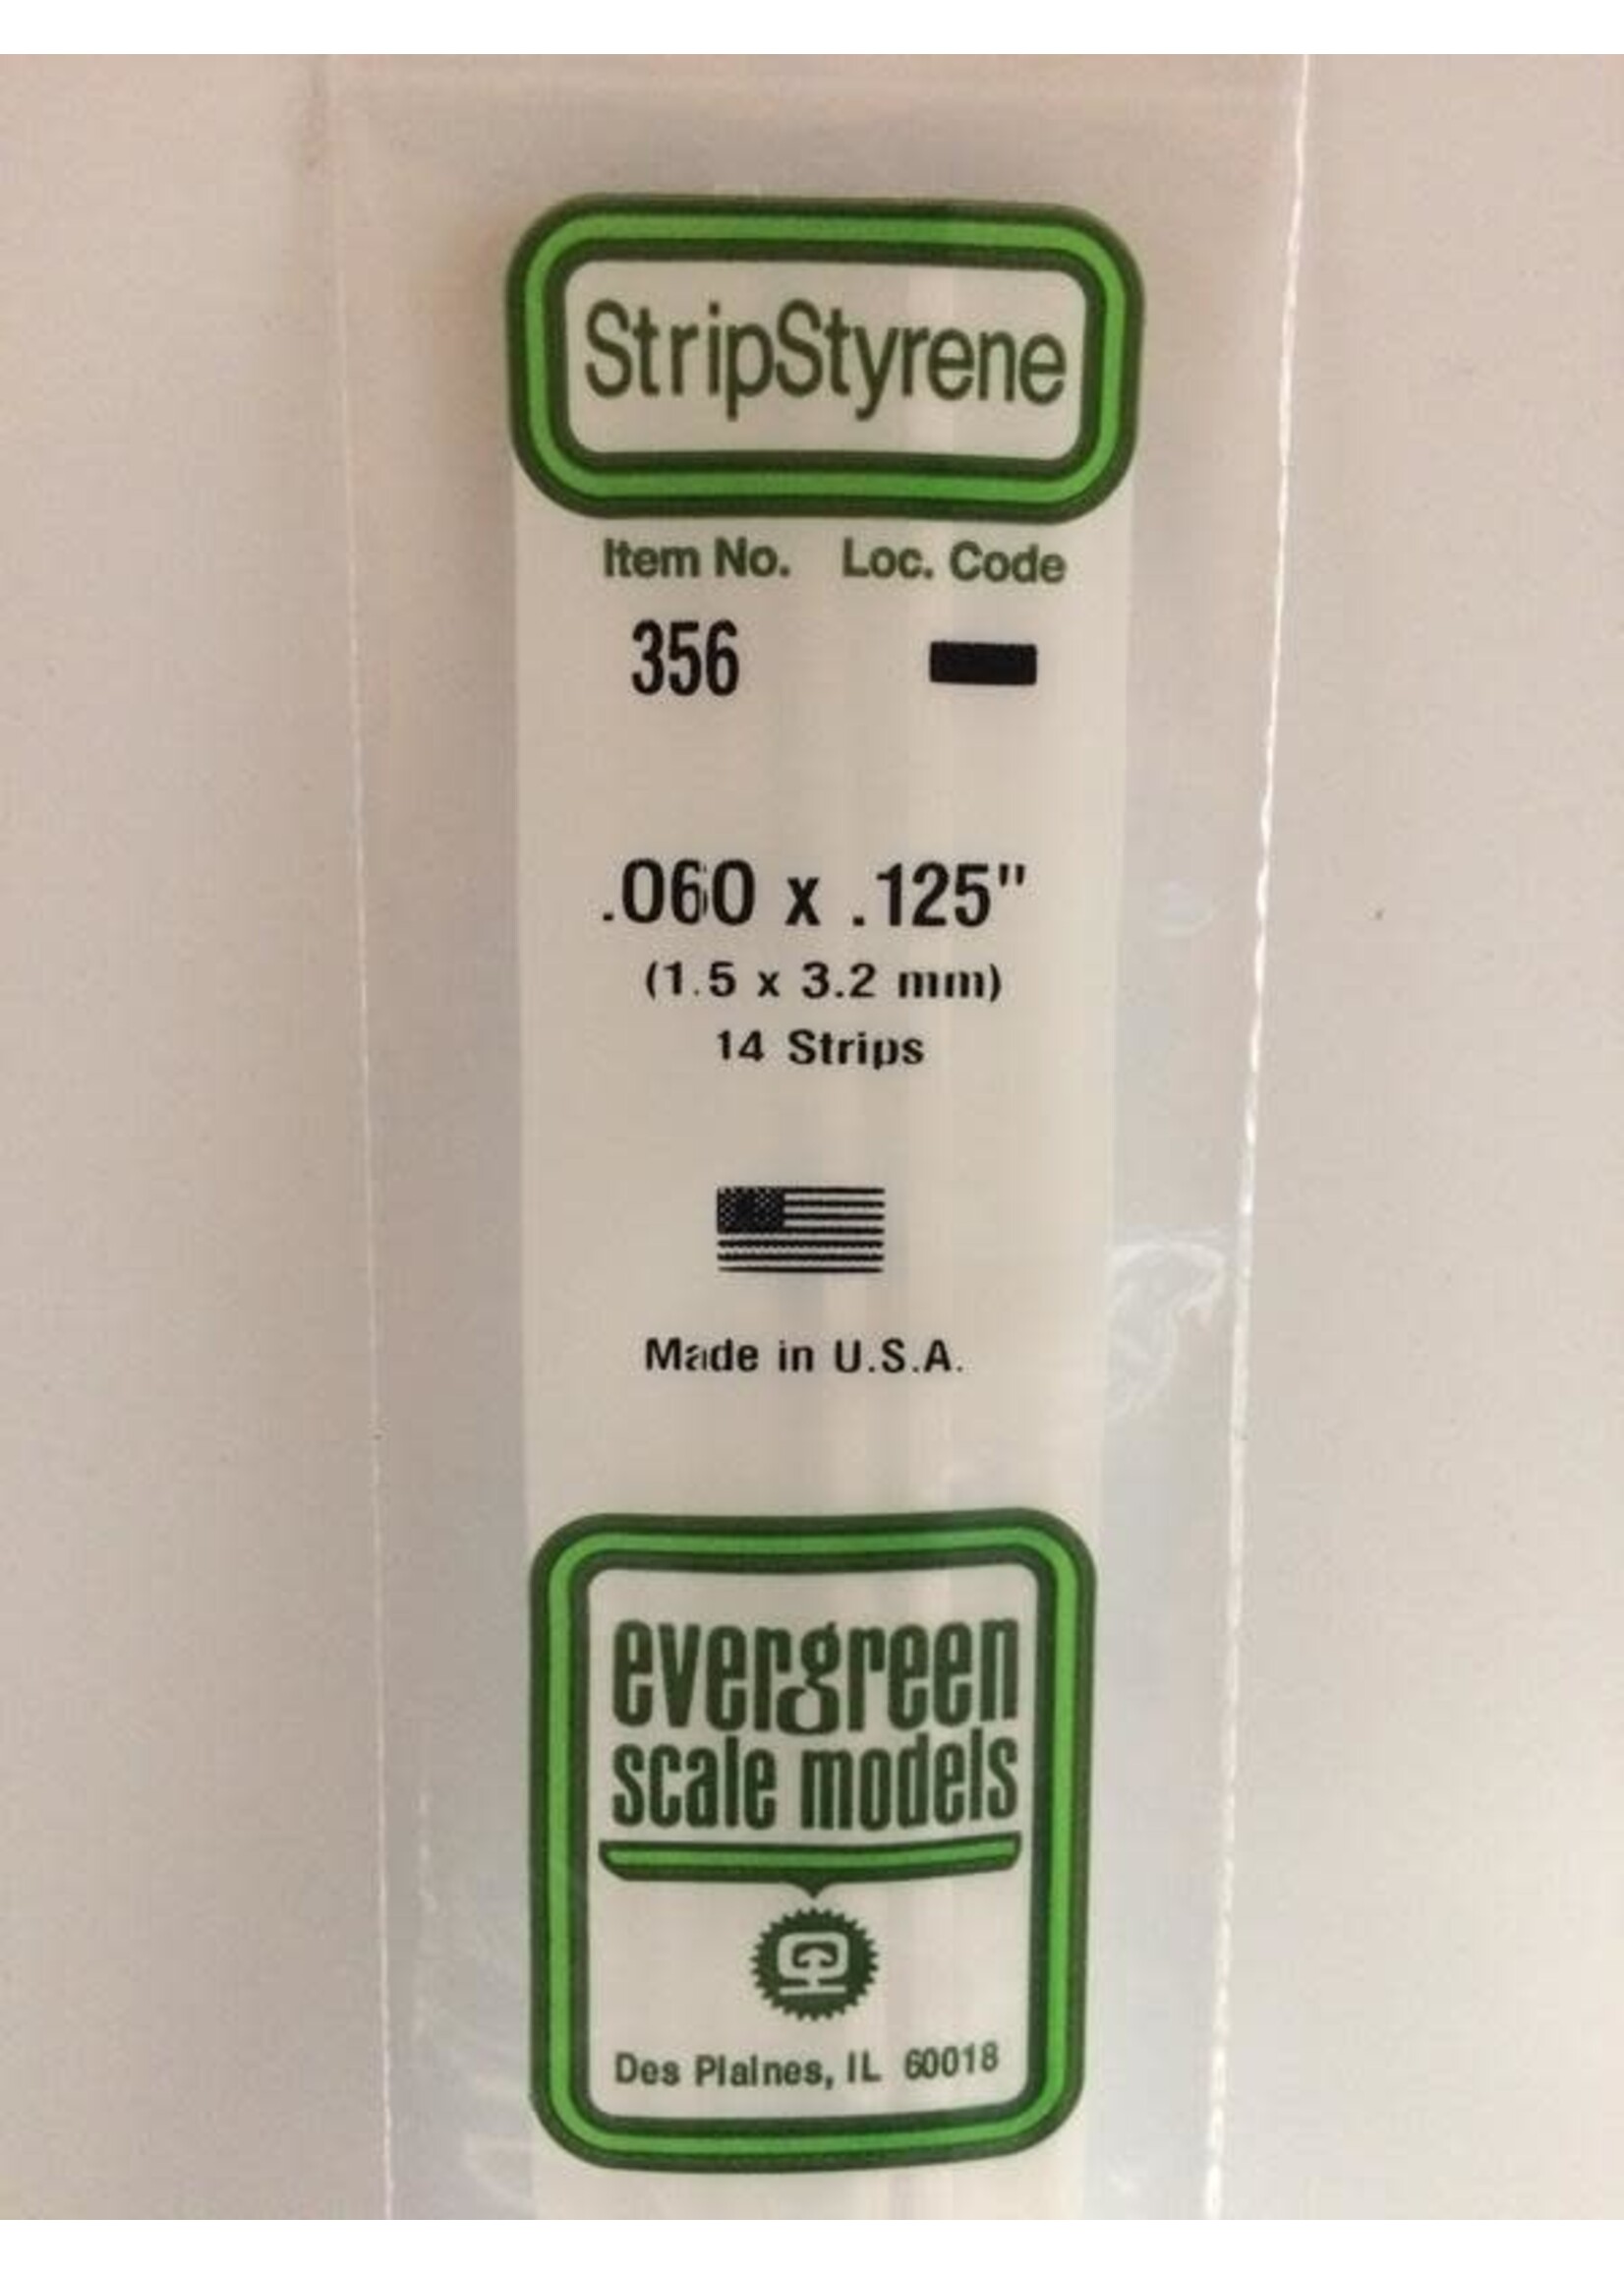 StripStyrene
Item No. Loc. Code
356
.060 x .125"
(1.5 x 3.2 mm)
14 Strips
Made in U.S.A.
evergreen
scale models
Des Plaines, IL 60018